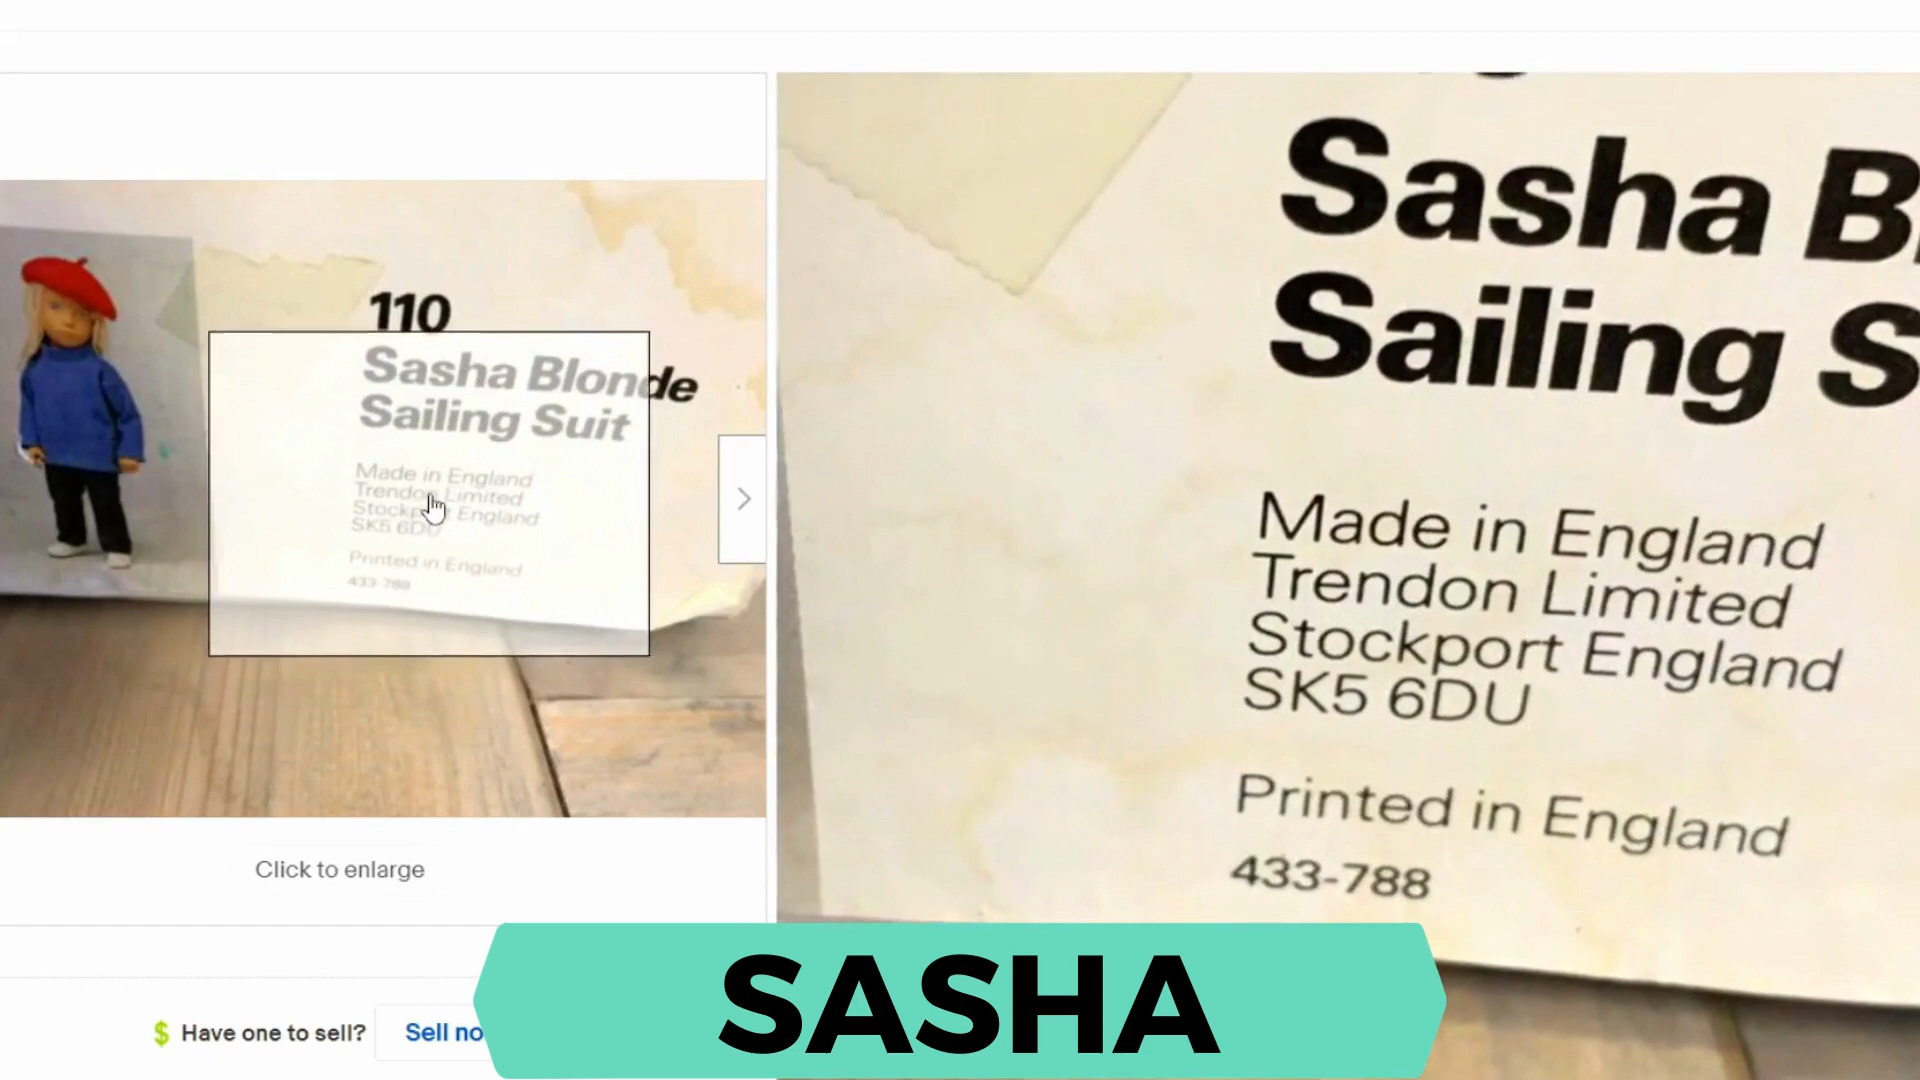 110
Sasha Blonde
Sailing Suit
Made in England
Trendon Limited
Stockport England
SK5 6DU
Printed in England
433-788
Click to enlarge
Have one to sell?
Sell no
Sasha B
Sailing S
Made in England
Trendon Limited
Stockport England
SK5 6DU
Printed in England
433-788
SASHA